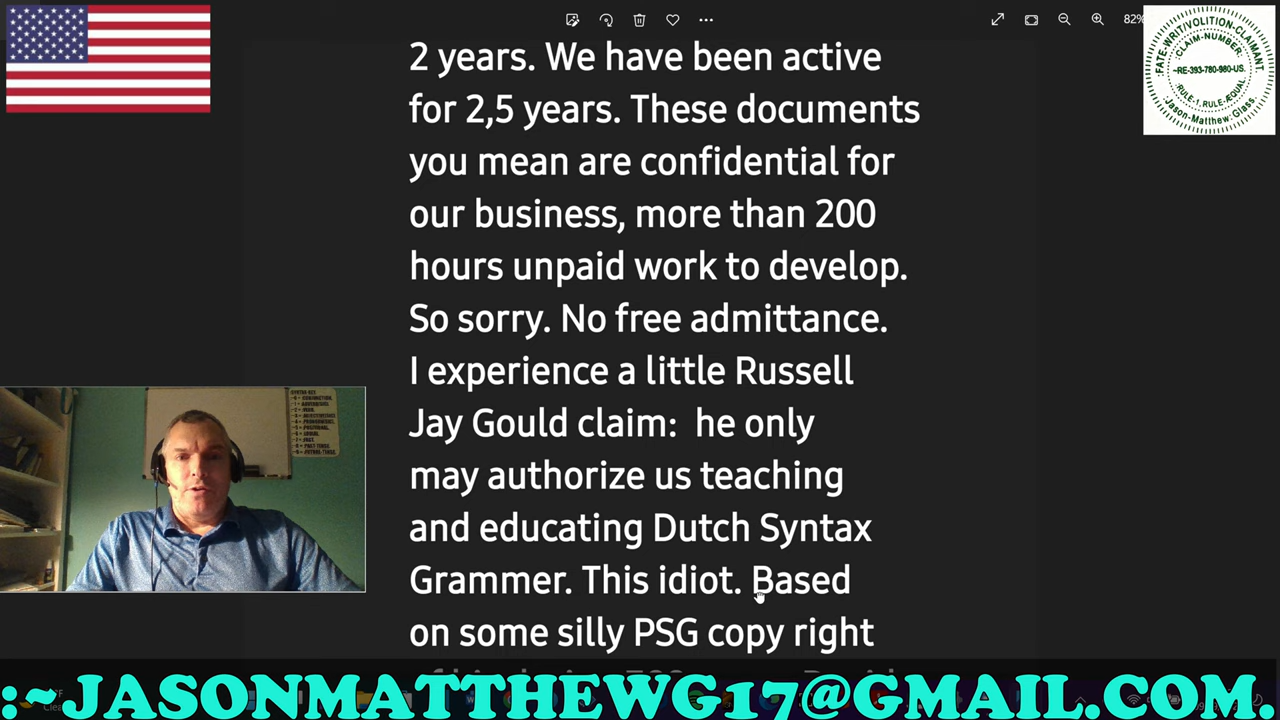 82%
2 years. We have been active
for 2,5 years. These documents
you mean are confidential for
our business, more than 200
hours unpaid work to develop.
So sorry. No free admittance.
I experience a little Russell
Jay Gould claim:  he only
may authorize us teaching
and educating Dutch Syntax
Grammer. This idiot. Based
on some silly PSG copy right
:FATE-WRIT/VOLITION-CLAIMANT
CLAIM-NUMBER
~RE-393-780-980-US.
RULE-1, RULE-ÆQUAL
Jason-Matthew: Glass.
:~ JASONMATTHEWG17@GMAIL.COM.